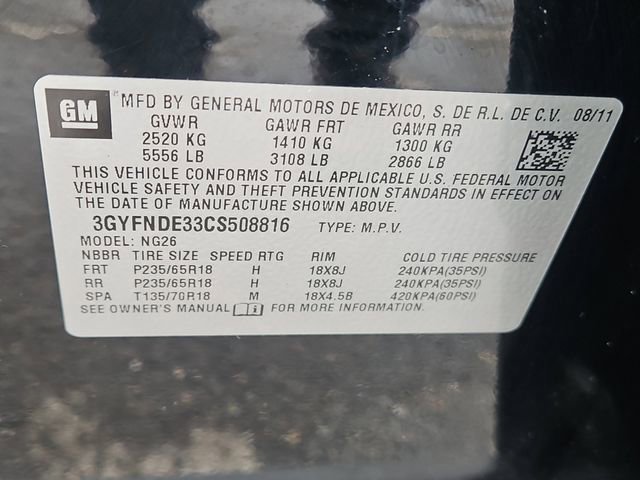 GM MFD BY GENERAL MOTORS DE MEXICO, S. DE R.L. DE C.V. 08/11
GVWR GAWR FRT GAWR RR
2520 KG 1410 KG 1300 KG
5556 LB 3108 LB 2866 LB
THIS VEHICLE CONFORMS TO ALL APPLICABLE U.S. FEDERAL MOTOR
VEHICLE SAFETY AND THEFT PREVENTION STANDARDS IN EFFECT ON
THE DATE OF MANUFACTURE SHOWN ABOVE.
3GYFNDE33CS508816 TYPE: M.P.V.
MODEL: NG26
NBBR TIRE SIZE SPEED RTG RIM COLD TIRE PRESSURE
FRT P235/65R18 H 18X8J 240KPA(35PSI)
RR P235/65R18 H 18X8J 240KPA(35PSI)
SPA T135/70R18 M 18X4.5B 420KPA(60PSI)
SEE OWNER'S MANUAL i FOR MORE INFORMATION.